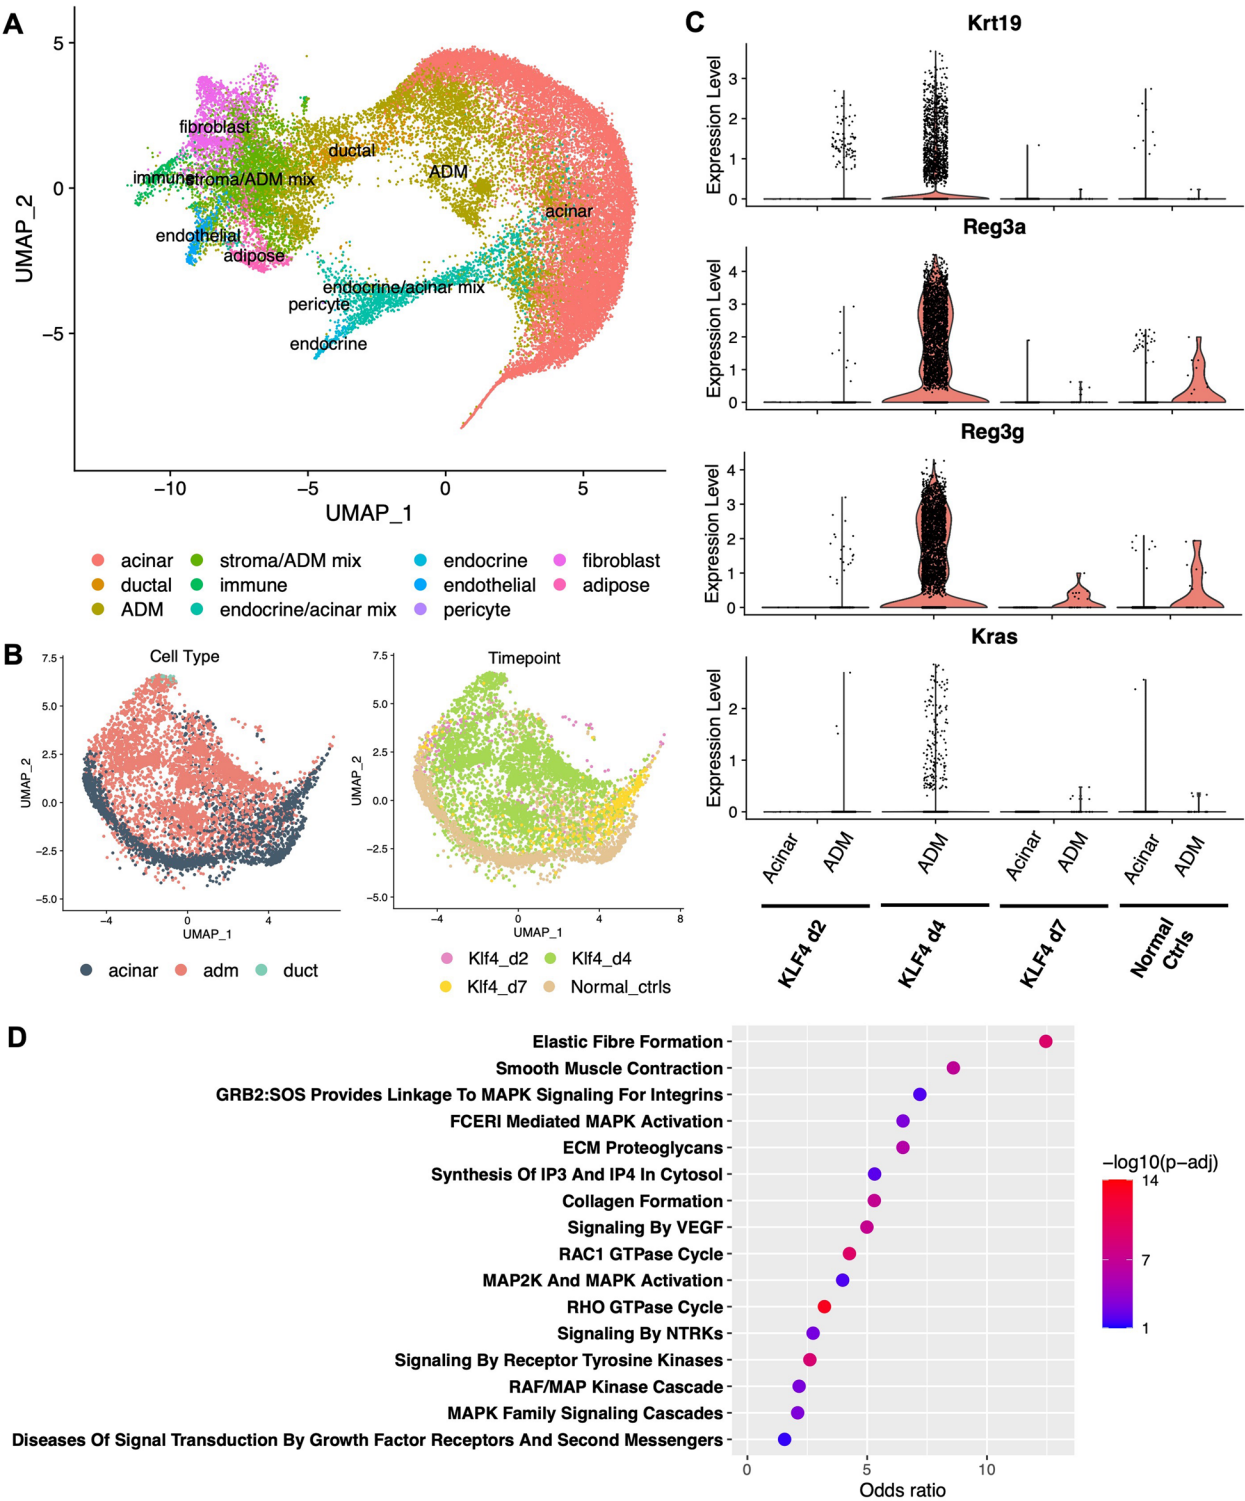 A
5
0
−5
UMAP_2
fibroblast
ductal
immune
stroma/ADM mix
ADM
acinar
endothelial
adipose
endocrine/acinar mix
pericyte
endocrine
−10
−5
0
5
UMAP_1
acinar
stroma/ADM mix
endocrine
fibroblast
ductal
immune
endothelial
adipose
ADM
endocrine/acinar mix
pericyte
B
Cell Type
7.5
5.0
2.5
0.0
−2.5
−5.0
UMAP_2
−4
0
4
UMAP_1
acinar
adm
duct
Timepoint
7.5
5.0
2.5
0.0
−2.5
−5.0
UMAP_2
−4
0
4
8
UMAP_1
Klf4_d2
Klf4_d4
Klf4_d7
Normal_ctrls
C
Krt19
Expression Level
3
2
1
0
Reg3a
Expression Level
4
3
2
1
0
Reg3g
Expression Level
4
3
2
1
0
Kras
Expression Level
2
1
0
Acinar
ADM
ADM
Acinar
ADM
Acinar
ADM
KLF4 d2
KLF4 d4
KLF4 d7
Normal
Ctrls
D
Elastic Fibre Formation
Smooth Muscle Contraction
GRB2:SOS Provides Linkage To MAPK Signaling For Integrins
FCERI Mediated MAPK Activation
ECM Proteoglycans
Synthesis Of IP3 And IP4 In Cytosol
Collagen Formation
Signaling By VEGF
RAC1 GTPase Cycle
MAP2K And MAPK Activation
RHO GTPase Cycle
Signaling By NTRKs
Signaling By Receptor Tyrosine Kinases
RAF/MAP Kinase Cascade
MAPK Family Signaling Cascades
Diseases Of Signal Transduction By Growth Factor Receptors And Second Messengers
0
5
10
Odds ratio
−log10(p−adj)
14
7
1